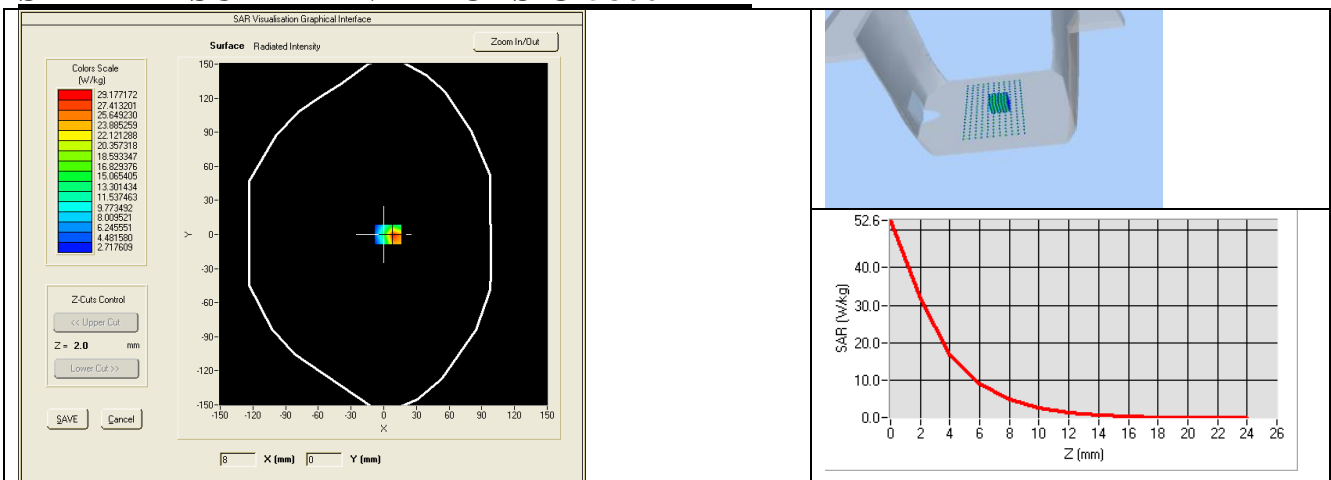 SAR Visualisation Graphical Interface
Surface Radiated Intensity
Zoom In/Out
Colors Scale
(W/kg)
29.177172
27.413201
25.649230
23.885259
22.121288
20.357318
18.593347
16.829376
15.065405
13.301434
11.537463
9.773492
8.009521
6.245551
4.481580
2.717609
Z-Cuts Control
<< Upper Cut
Z = 2.0 mm
Lower Cut >>
SAVE Cancel
150-
120-
90-
60-
30-
Y 0-
-30-
-60-
-90-
-120-
-150-
-150 -120 -90 -60 -30 0 30 60 90 120 150
X
8 X (mm) 0 Y (mm)
52.6-
40.0-
30.0-
20.0-
10.0-
0.0-
SAR (W/kg)
0 2 4 6 8 10 12 14 16 18 20 22 24 26
Z (mm)